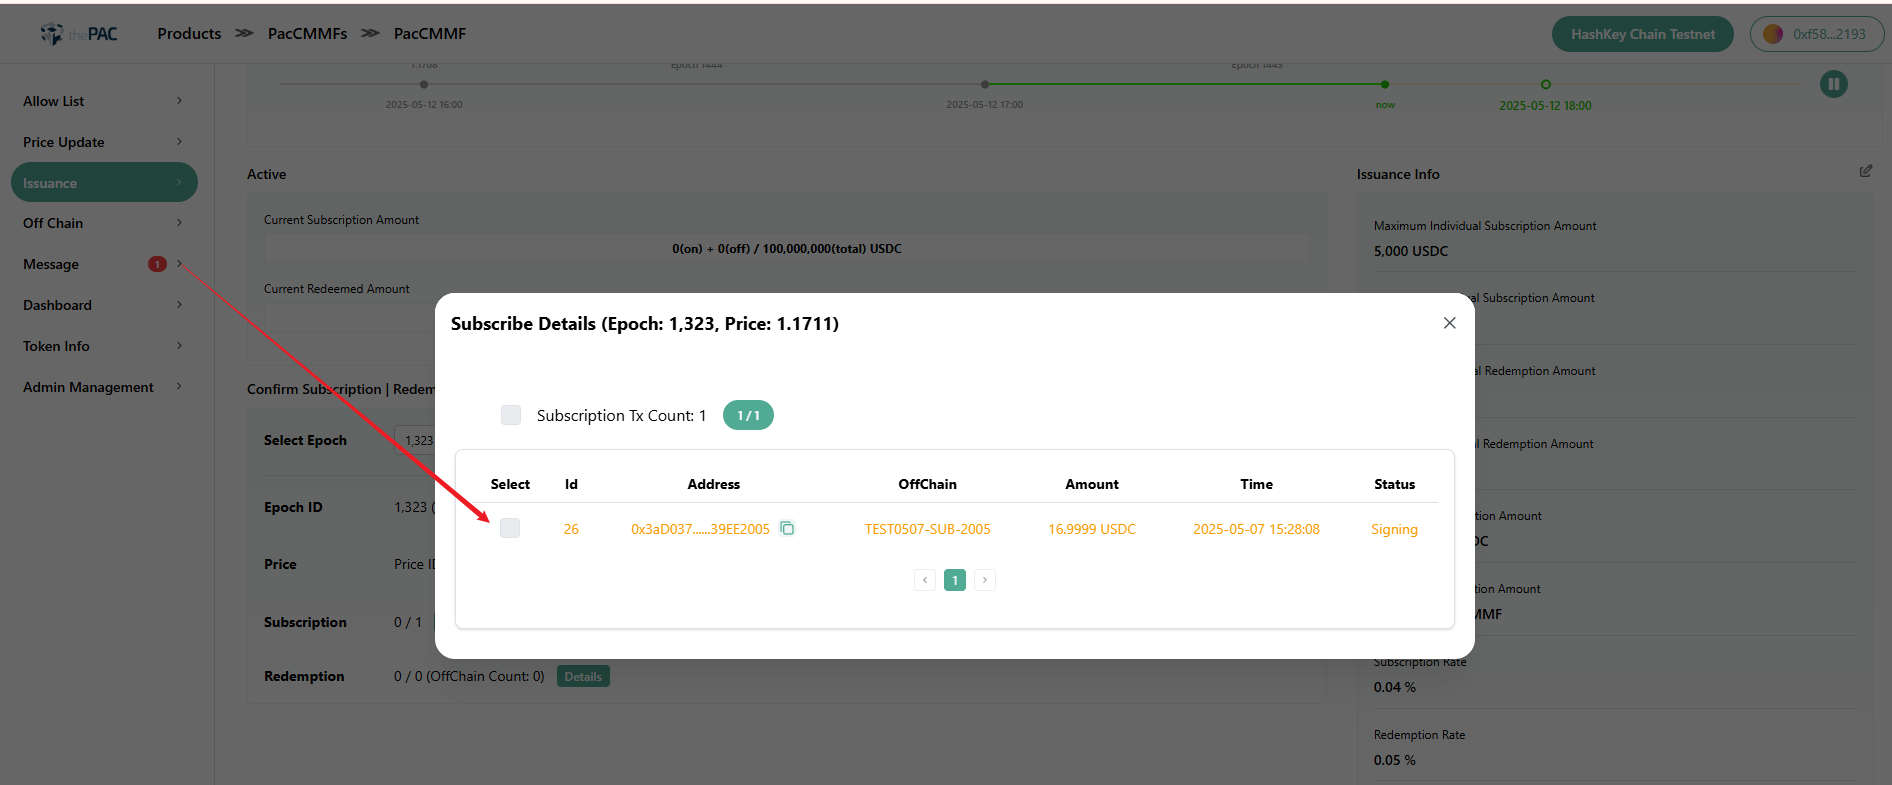 thePAC
Products
PacCMMFs
PacCMMF
HashKey Chain Testnet
0xf58...2193
Allow List
Price Update
Issuance
Off Chain
Message
1
Dashboard
Token Info
Admin Management
1.1708
Epoch 1444
Epoch 1445
2025-05-12 16:00
2025-05-12 17:00
now
2025-05-12 18:00
Active
Current Subscription Amount
0(on) + 0(off) / 100,000,000(total) USDC
Current Redeemed Amount
Confirm Subscription | Redem
Select Epoch
1,323
Epoch ID
1,323 (
Price
Price ID
Subscription
0 / 1
Redemption
0 / 0 (OffChain Count: 0)
Details
Subscribe Details (Epoch: 1,323, Price: 1.1711)
Subscription Tx Count: 1
1/1
Select Id Address OffChain Amount Time Status
26 0x3aD037......39EE2005 TEST0507-SUB-2005 16.9999 USDC 2025-05-07 15:28:08 Signing
1
Issuance Info
Maximum Individual Subscription Amount
5,000 USDC
al Subscription Amount
al Redemption Amount
l Redemption Amount
tion Amount
DC
tion Amount
MMF
Subscription Rate
0.04 %
Redemption Rate
0.05 %